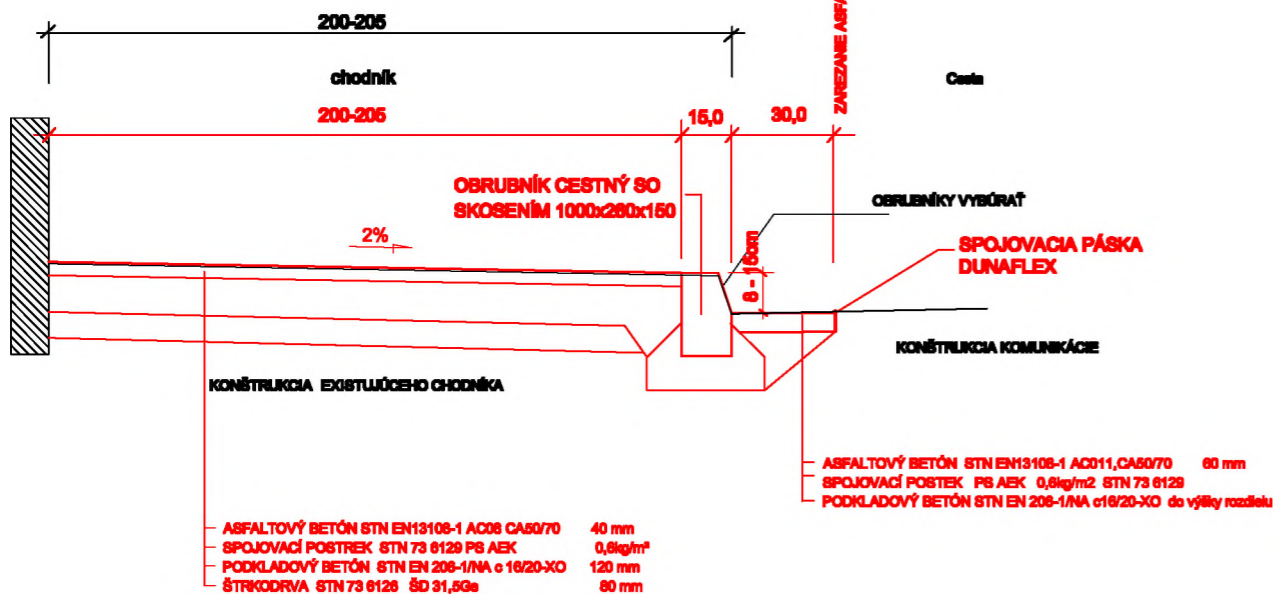 200-205
ZAREZANIE ASFA
chodník
Cesta
200-205
15,0
30,0
OBRUBNÍK CESTNÝ SO
SKOSENÍM 1000x260x150
OBRUBNÍKY VYBÚRAŤ
2%
8 - 15cm
SPOJOVACIA PÁSKA
DUNAFLEX
KONŠTRUKCIA KOMUNIKÁCIE
KONŠTRUKCIA EXISTUJÚCEHO CHODNÍKA
ASFALTOVÝ BETÓN STN EN13108-1 AC011,CA50/70 60 mm
SPOJOVACÍ POSTEK PS AEK 0,6kg/m2 STN 73 6129
PODKLADOVÝ BETÓN STN EN 206-1/NA c16/20-XO do výšky rozdielu
ASFALTOVÝ BETÓN STN EN13108-1 AC08 CA50/70 40 mm
SPOJOVACÍ POSTREK STN 73 6129 PS AEK 0,6kg/m²
PODKLADOVÝ BETÓN STN EN 206-1/NA c 16/20-XO 120 mm
ŠTRKODRVA STN 73 6126 ŠD 31,5Gs 80 mm